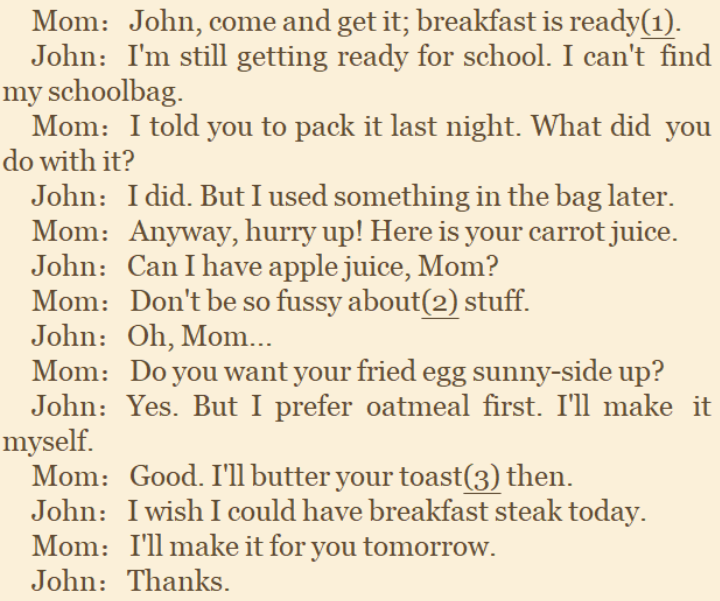 Mom：John, come and get it; breakfast is ready(1).
John：I'm still getting ready for school. I can't find
my schoolbag.
Mom：I told you to pack it last night. What did you
do with it?
John：I did. But I used something in the bag later.
Mom：Anyway, hurry up! Here is your carrot juice.
John：Can I have apple juice, Mom?
Mom：Don't be so fussy about(2) stuff.
John：Oh, Mom...
Mom：Do you want your fried egg sunny-side up?
John：Yes. But I prefer oatmeal first. I'll make it
myself.
Mom：Good. I'll butter your toast(3) then.
John：I wish I could have breakfast steak today.
Mom：I'll make it for you tomorrow.
John：Thanks.